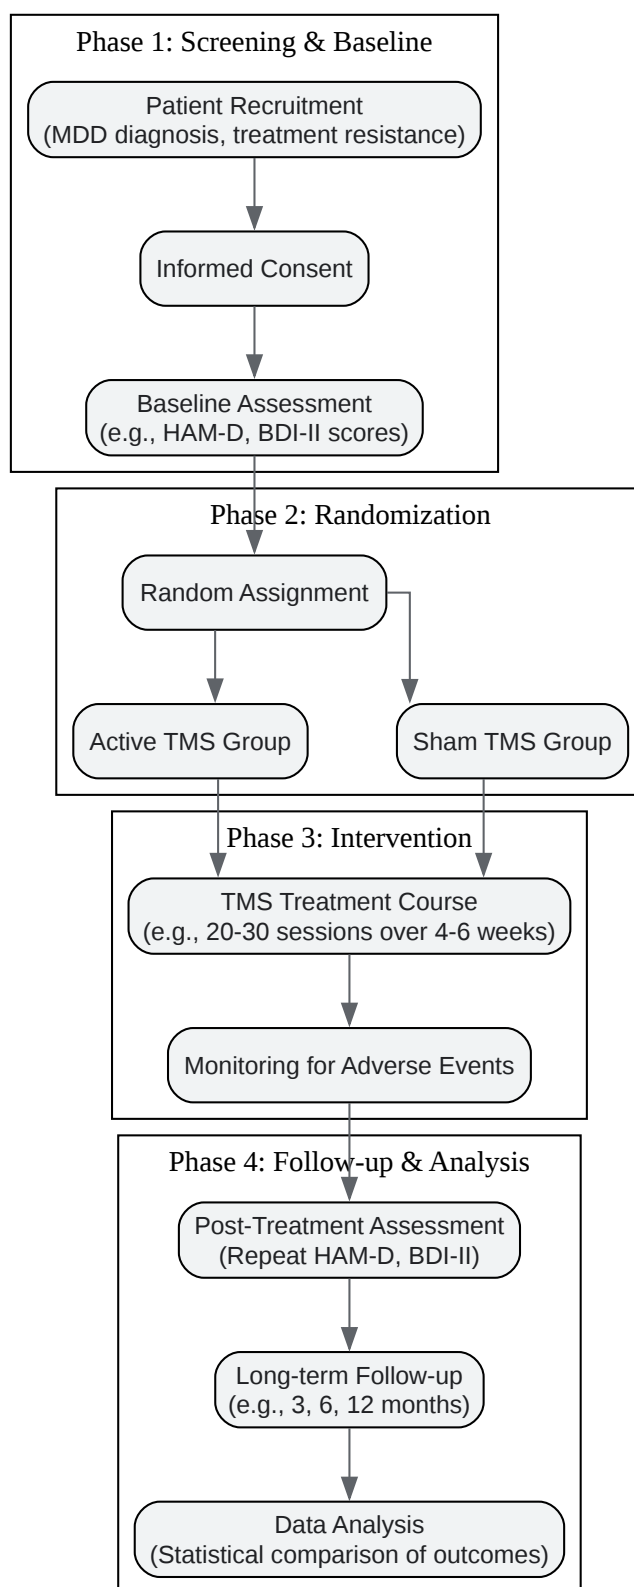 Phase 1: Screening & Baseline
Patient Recruitment
(MDD diagnosis, treatment resistance)
Informed Consent
Baseline Assessment
(e.g., HAM-D, BDI-II scores)
Phase 2: Randomization
Random Assignment
Active TMS Group
Sham TMS Group
Phase 3: Intervention
TMS Treatment Course
(e.g., 20-30 sessions over 4-6 weeks)
Monitoring for Adverse Events
Phase 4: Follow-up & Analysis
Post-Treatment Assessment
(Repeat HAM-D, BDI-II)
Long-term Follow-up
(e.g., 3, 6, 12 months)
Data Analysis
(Statistical comparison of outcomes)